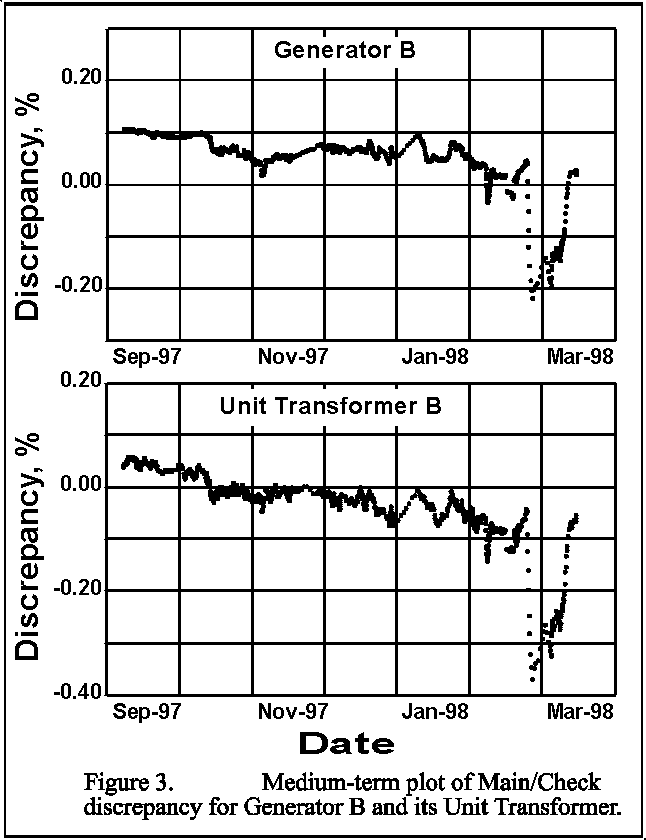 Generator B
Discrepancy, %
0.20
0.00
-0.20
Sep-97 Nov-97 Jan-98 Mar-98
Unit Transformer B
Discrepancy, %
0.20
0.00
-0.20
-0.40
Sep-97 Nov-97 Jan-98 Mar-98
Date
Figure 3. Medium-term plot of Main/Check
discrepancy for Generator B and its Unit Transformer.